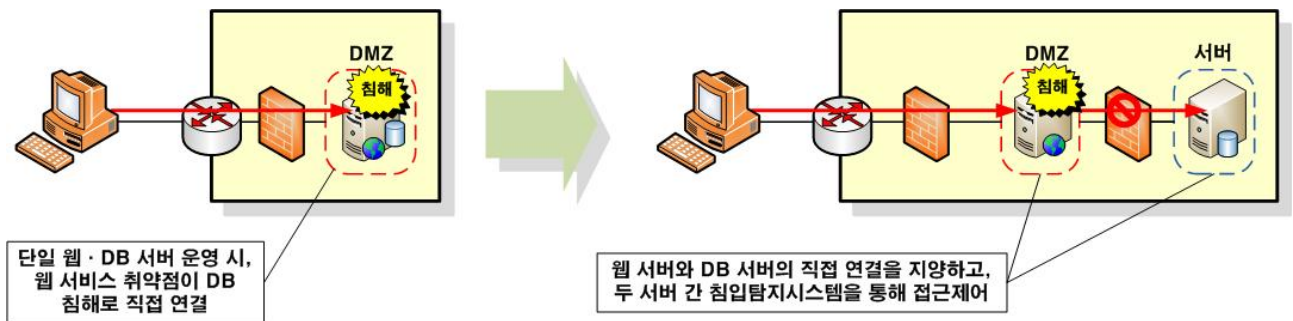 DMZ
침해
단일 웹 · DB 서버 운영 시,
웹 서비스 취약점이 DB
침해로 직접 연결
DMZ
서버
침해
웹 서버와 DB 서버의 직접 연결을 지양하고,
두 서버 간 침입탐지시스템을 통해 접근제어